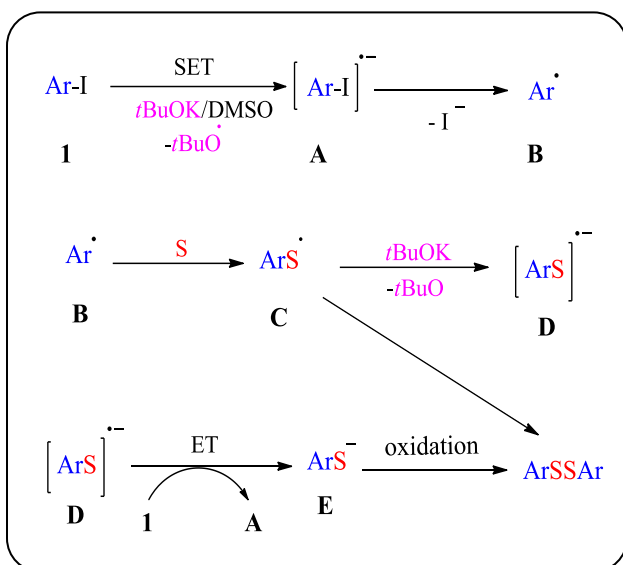 Ar-I SET [Ar-I]•− Ar•
tBuOK/DMSO - I−
-tBuO•
1 A B
Ar• S ArS• tBuOK [ArS]•−
-tBuO
B C D
[ArS]•− ET ArS− oxidation ArSSAr
D 1 A E